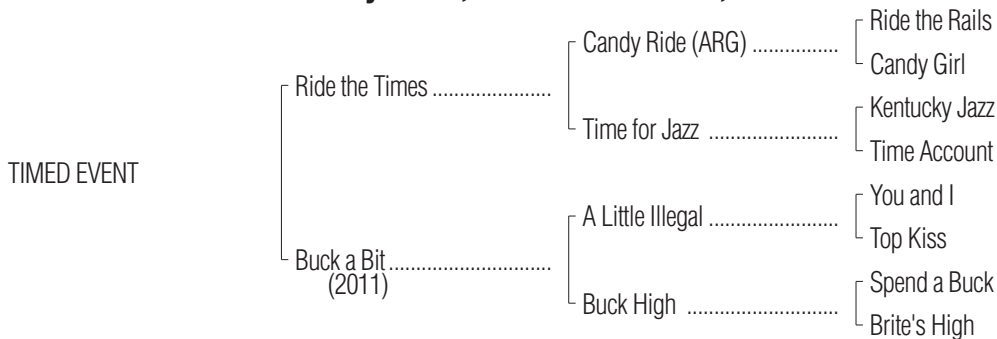 Ride the Rails
Candy Ride (ARG) ................
Candy Girl
Ride the Times ......................
Kentucky Jazz
Time for Jazz ........................
Time Account
TIMED EVENT
You and I
A Little Illegal ........................
Top Kiss
Buck a Bit..............................
(2011)
Spend a Buck
Buck High ............................
Brite's High